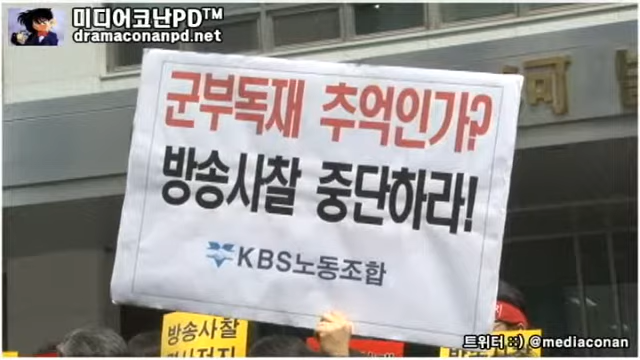 미디어코난PD™
dramaconanpd.net
군부독재 추억인가?
방송사찰 중단하라!
KBS노동조합
방송사찰
트위터 ::) @mediaconan